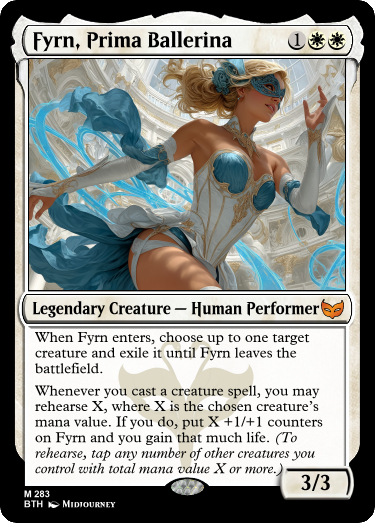 Fyrn, Prima Ballerina 1
Legendary Creature — Human Performer
When Fyrn enters, choose up to one target
creature and exile it until Fyrn leaves the
battlefield.
Whenever you cast a creature spell, you may
rehearse X, where X is the chosen creature's
mana value. If you do, put X +1/+1 counters
on Fyrn and you gain that much life. (To
rehearse, tap any number of other creatures you
control with total mana value X or more.)
3/3
M 283
BTH Midjourney